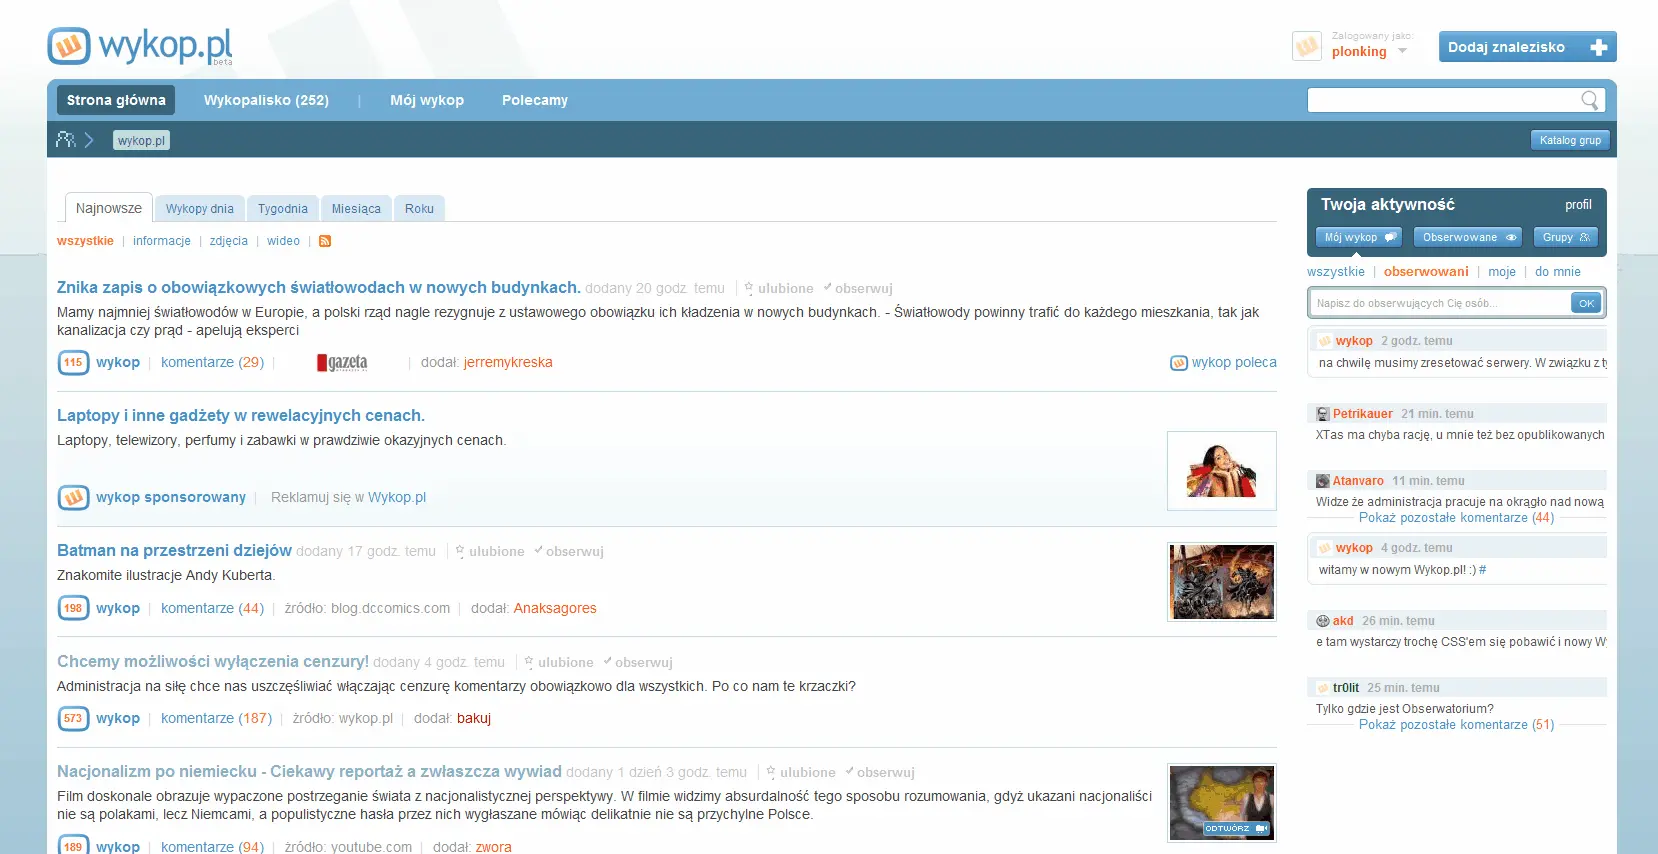 wykop.pl
beta
Zalogowany jako:
plonking
Dodaj znalezisko
Strona główna
Wykopalisko (252) | Mój wykop Polecamy
wykop.pl
Katalog grup
Najnowsze Wykopy dnia Tygodnia Miesiąca Roku
wszystkie | informacje | zdjęcia | wideo |
Znika zapis o obowiązkowych światłowodach w nowych budynkach. dodany 20 godz. temu | ulubione obserwuj
Mamy najmniej światłowodów w Europie, a polski rząd nagle rezygnuje z ustawowego obowiązku ich kładzenia w nowych budynkach. - Światłowody powinny trafić do każdego mieszkania, tak jak
kanalizacja czy prąd - apelują eksperci
115 wykop | komentarze (29) | gazeta | dodał: jerremykreska
wykop poleca
Laptopy i inne gadżety w rewelacyjnych cenach.
Laptopy, telewizory, perfumy i zabawki w prawdziwie okazyjnych cenach.
wykop sponsorowany | Reklamuj się w Wykop.pl
Batman na przestrzeni dziejów dodany 17 godz. temu | ulubione obserwuj
Znakomite ilustracje Andy Kuberta.
198 wykop | komentarze (44) | źródło: blog.dccomics.com | dodał: Anaksagores
Chcemy możliwości wyłączenia cenzury! dodany 4 godz. temu | ulubione obserwuj
Administracja na siłę chce nas uszczęśliwiać włączając cenzurę komentarzy obowiązkowo dla wszystkich. Po co nam te krzaczki?
573 wykop | komentarze (187) | źródło: wykop.pl | dodał: bakuj
Nacjonalizm po niemiecku - Ciekawy reportaż a zwłaszcza wywiad dodany 1 dzień 3 godz. temu | ulubione obserwuj
Film doskonale obrazuje wypaczone postrzeganie świata z nacjonalistycznej perspektywy. W filmie widzimy absurdalność tego sposobu rozumowania, gdyż ukazani nacjonaliści
nie są polakami, lecz Niemcami, a populistyczne hasła przez nich wygłaszane mówiąc delikatnie nie są przychylne Polsce.
ODTWÓRZ
189 wykop | komentarze (94) | źródło: youtube.com | dodał: zwora
Twoja aktywność profil
Mój wykop Obserwowane Grupy
wszystkie | obserwowani | moje | do mnie
Napisz do obserwujących Cię osób... OK
wykop 2 godz. temu
na chwilę musimy zresetować serwery. W związku z ty
Petrikauer 21 min. temu
XTas ma chyba rację, u mnie też bez opublikowanych
Atanvaro 11 min. temu
Widze że administracja pracuje na okrągło nad nową
Pokaż pozostałe komentarze (44)
wykop 4 godz. temu
witamy w nowym Wykop.pl! :) #
akd 26 min. temu
e tam wystarczy trochę CSS'em się pobawić i nowy Wy
tr0lit 25 min. temu
Tylko gdzie jest Obserwatorium?
Pokaż pozostałe komentarze (51)